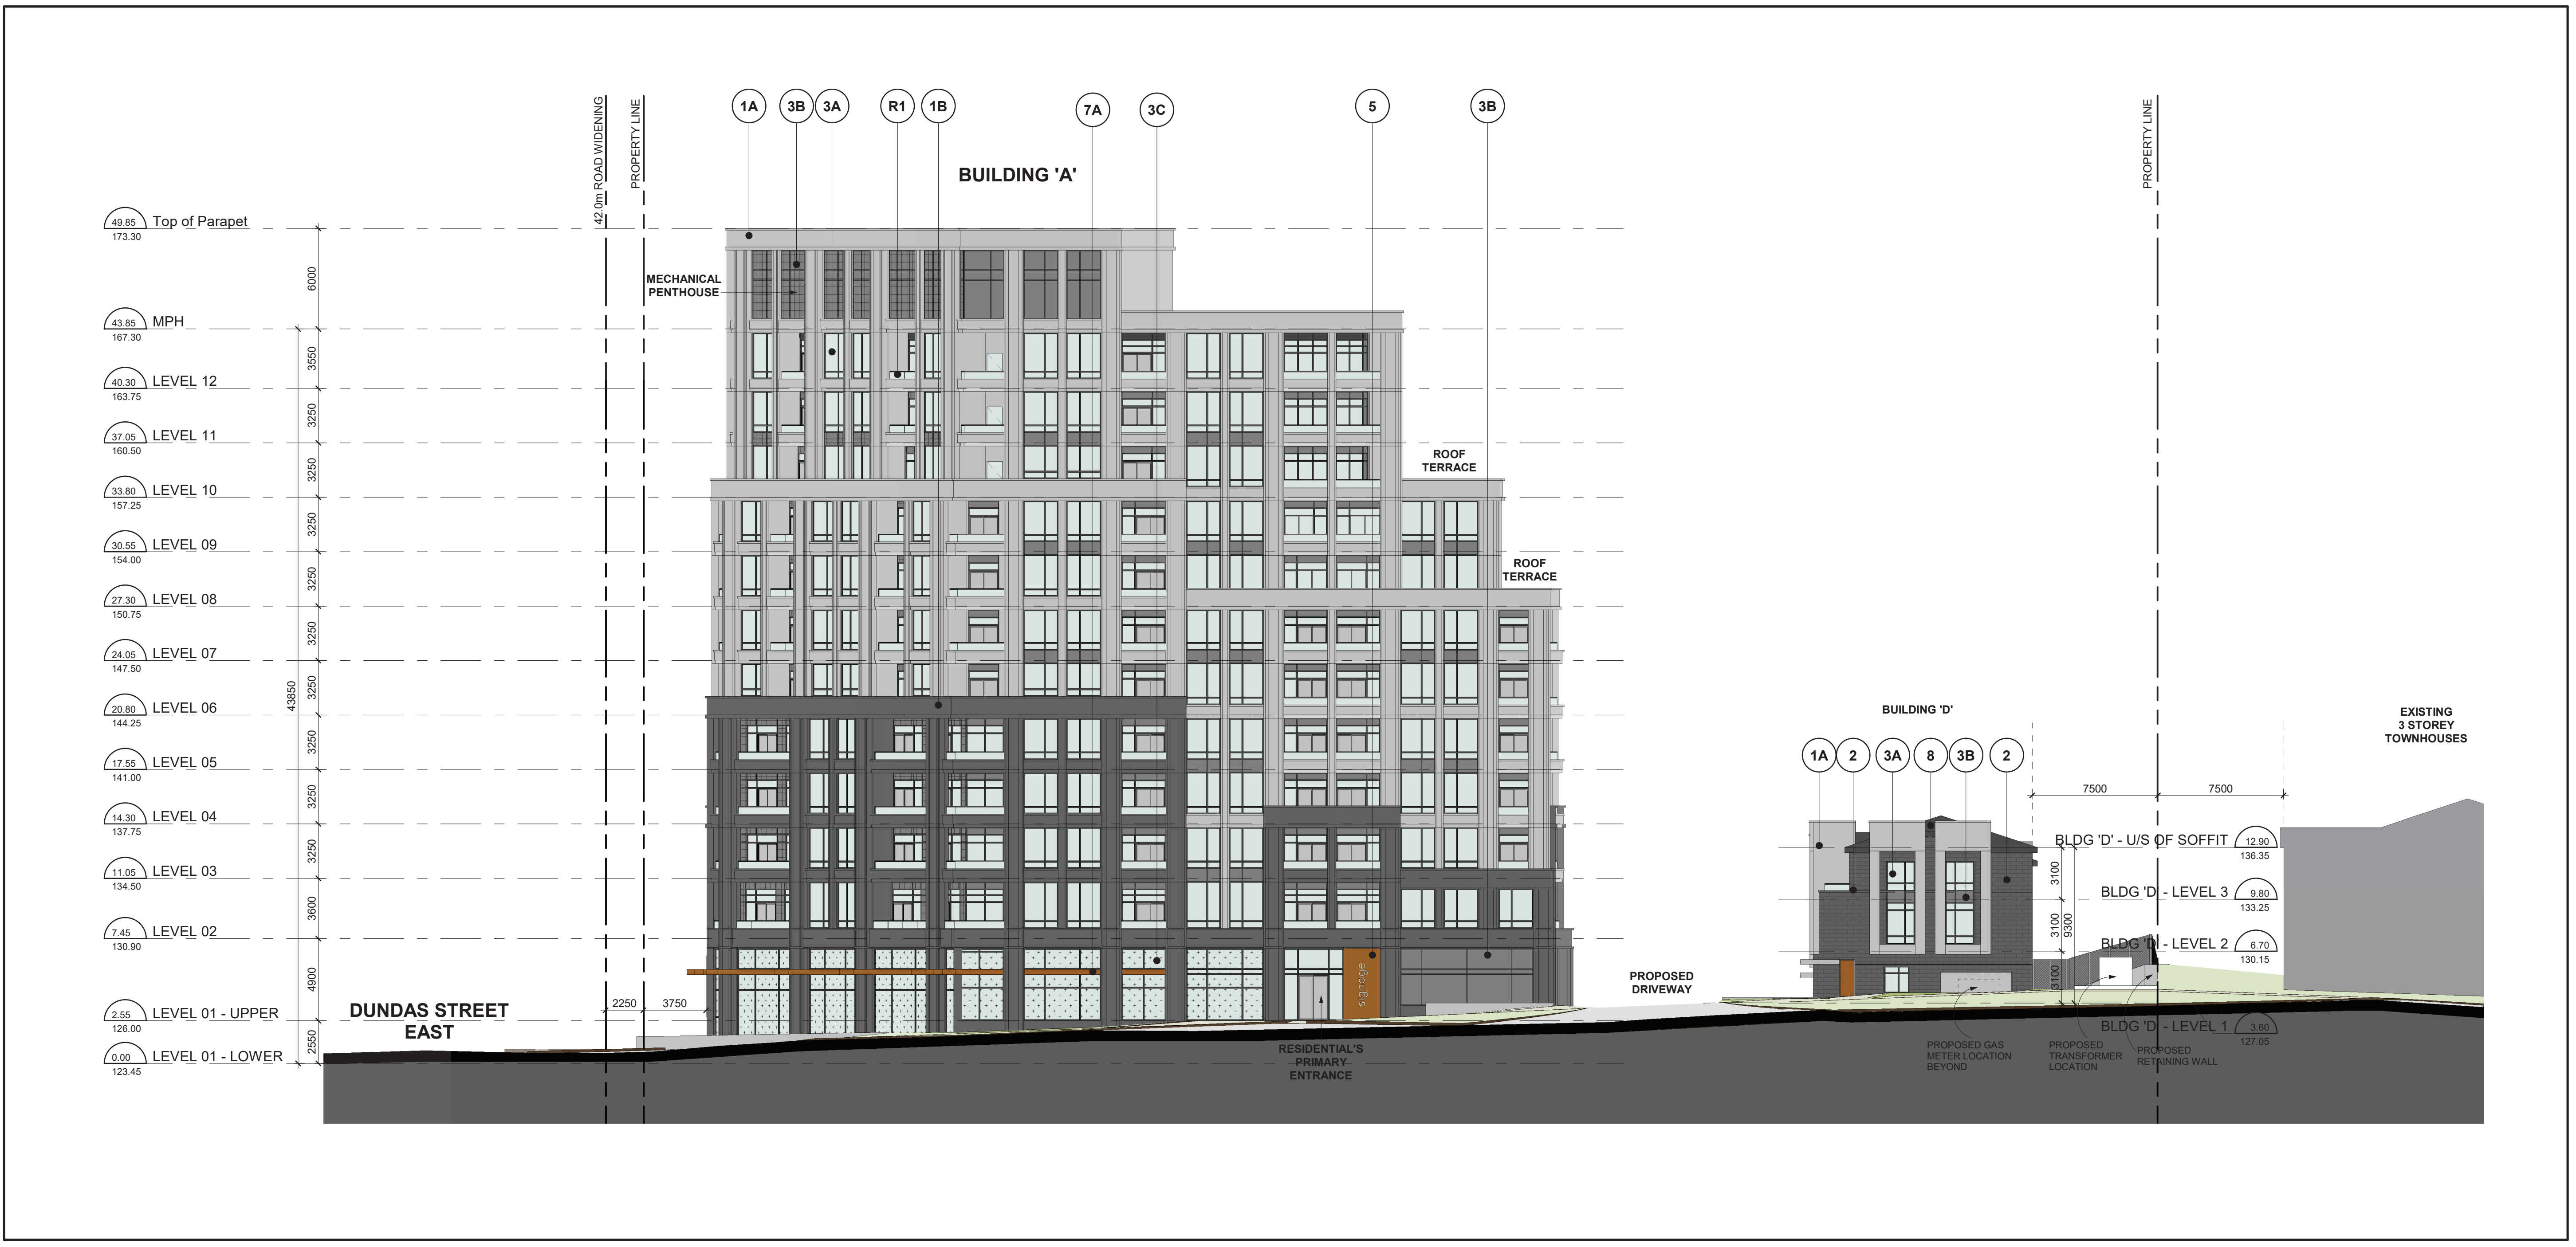 1A
3B
3A
R1
1B
7A
3C
5
3B
42.0m ROAD WIDENING
PROPERTY LINE
PROPERTY LINE
BUILDING 'A'
49.85
Top of Parapet
173.30
6000
MECHANICAL
PENTHOUSE
43.85
MPH
167.30
3550
40.30
LEVEL 12
163.75
3250
37.05
LEVEL 11
160.50
3250
ROOF
TERRACE
33.80
LEVEL 10
157.25
3250
30.55
LEVEL 09
154.00
3250
ROOF
TERRACE
27.30
LEVEL 08
150.75
3250
24.05
LEVEL 07
147.50
3250
43850
20.80
LEVEL 06
144.25
3250
17.55
LEVEL 05
141.00
3250
14.30
LEVEL 04
137.75
3250
11.05
LEVEL 03
134.50
3600
7.45
LEVEL 02
130.90
4900
2.55
LEVEL 01 - UPPER
126.00
2550
0.00
LEVEL 01 - LOWER
123.45
DUNDAS STREET
EAST
2250
3750
signage
RESIDENTIAL'S
PRIMARY
ENTRANCE
PROPOSED
DRIVEWAY
BUILDING 'D'
1A
2
3A
8
3B
2
7500
7500
EXISTING
3 STOREY
TOWNHOUSES
BLDG 'D' - U/S OF SOFFIT
12.90
136.35
3100
BLDG 'D' - LEVEL 3
9.80
133.25
3100
9300
BLDG 'D' - LEVEL 2
6.70
130.15
3100
BLDG 'D' - LEVEL 1
3.60
127.05
PROPOSED GAS
METER LOCATION
BEYOND
PROPOSED
TRANSFORMER
LOCATION
PROPOSED
RETAINING WALL